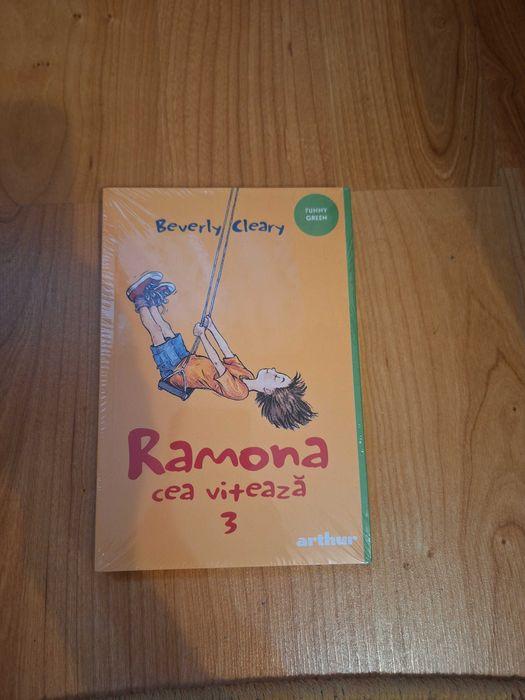 Beverly Cleary
FUNNY
GREEN
Ramona
cea vitează
3
arthur